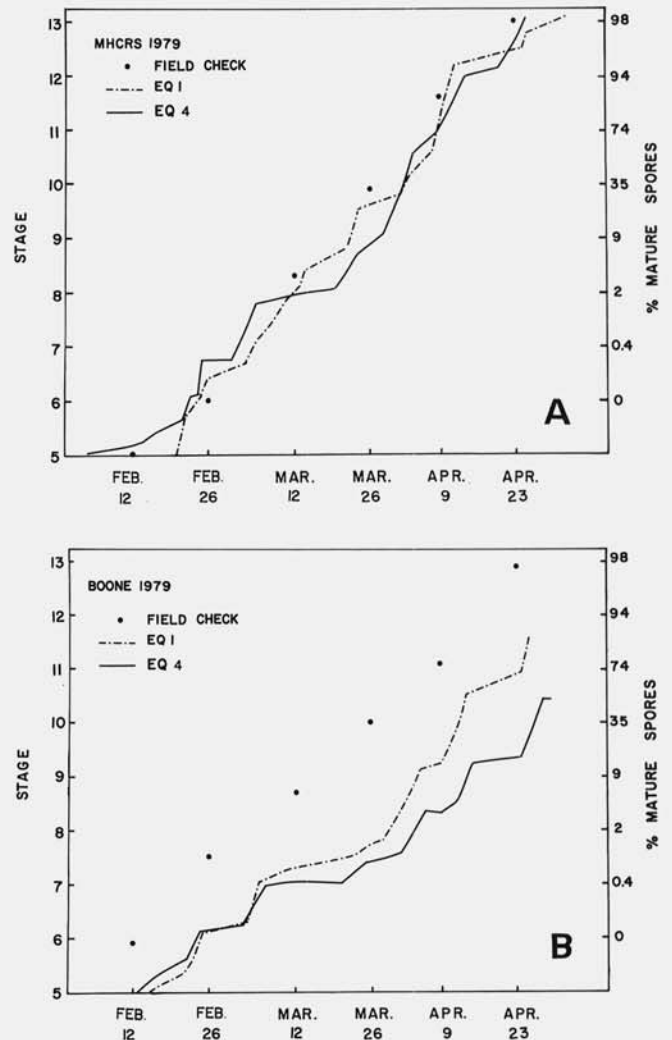 MHCRS 1979
FIELD CHECK
EQ 1
EQ 4
13
12
11
10
9
8
7
6
5
STAGE
98
94
74
35
9
2
0.4
0
% MATURE SPORES
A
FEB. 12
FEB. 26
MAR. 12
MAR. 26
APR. 9
APR. 23
BOONE 1979
FIELD CHECK
EQ 1
EQ 4
13
12
11
10
9
8
7
6
5
STAGE
98
94
74
35
9
2
0.4
0
% MATURE SPORES
B
FEB. 12
FEB. 26
MAR. 12
MAR. 26
APR. 9
APR. 23